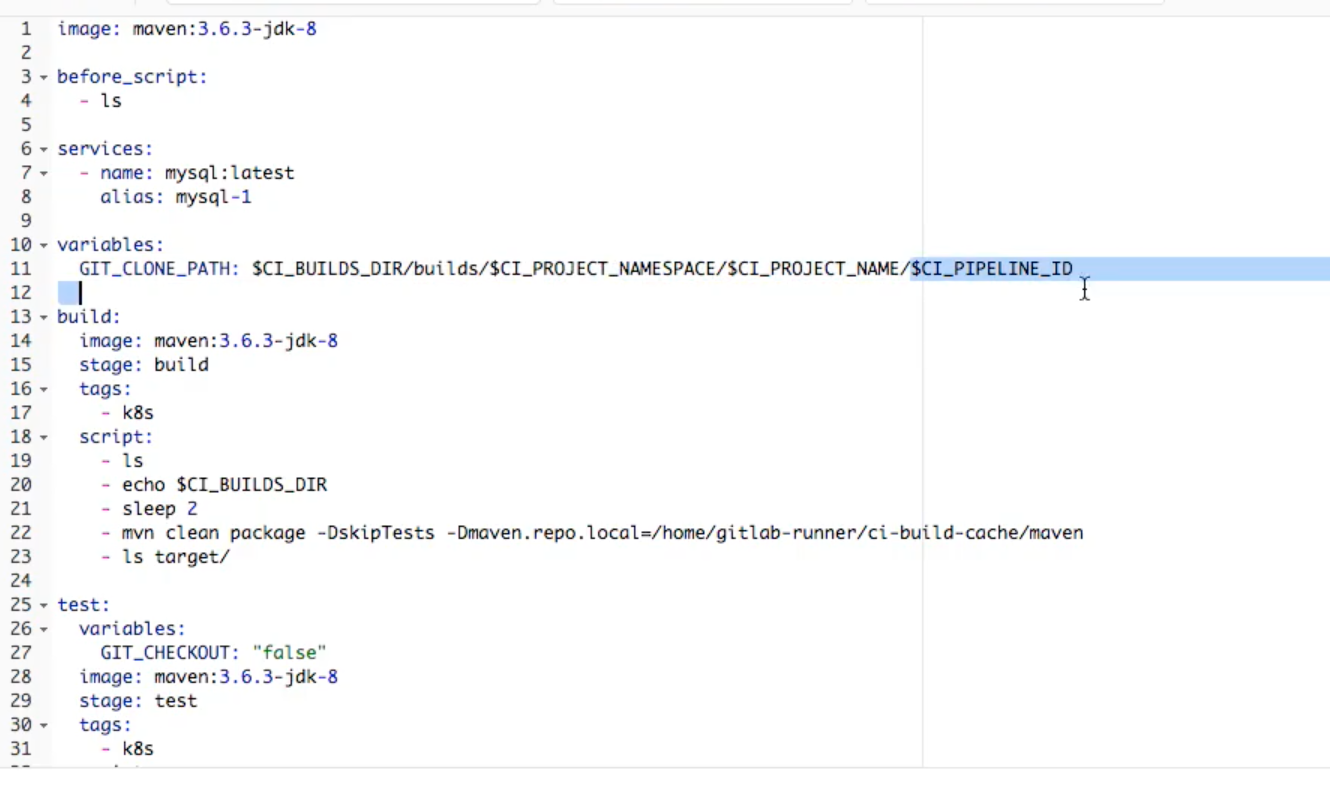 1 image: maven:3.6.3-jdk-8
2
3 before_script:
4   - ls
5
6 services:
7   - name: mysql:latest
8     alias: mysql-1
9
10 variables:
11   GIT_CLONE_PATH: $CI_BUILDS_DIR/builds/$CI_PROJECT_NAMESPACE/$CI_PROJECT_NAME/$CI_PIPELINE_ID
12
13 build:
14   image: maven:3.6.3-jdk-8
15   stage: build
16   tags:
17     - k8s
18   script:
19     - ls
20     - echo $CI_BUILDS_DIR
21     - sleep 2
22     - mvn clean package -DskipTests -Dmaven.repo.local=/home/gitlab-runner/ci-build-cache/maven
23     - ls target/
24
25 test:
26   variables:
27     GIT_CHECKOUT: "false"
28   image: maven:3.6.3-jdk-8
29   stage: test
30   tags:
31     - k8s